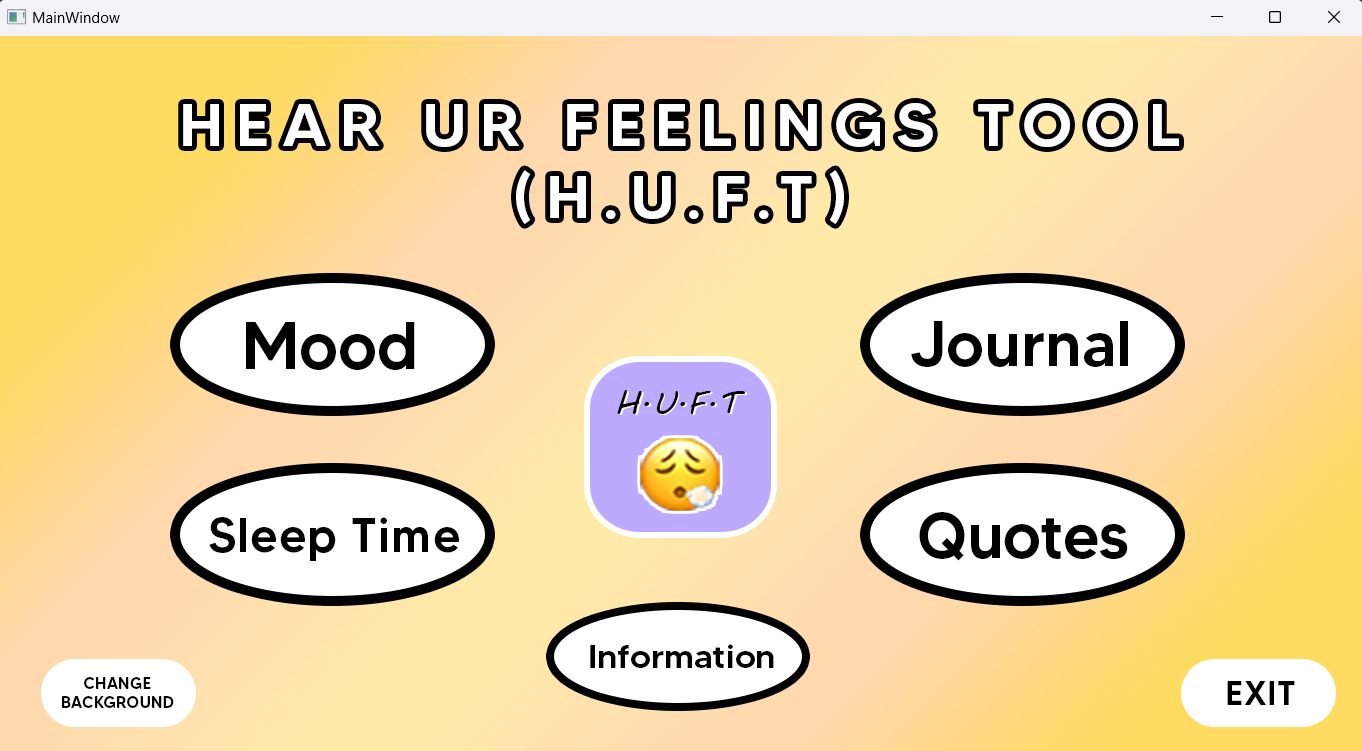 MainWindow
HEAR UR FEELINGS TOOL
(H.U.F.T)
Mood
Journal
H.U.F.T
Sleep Time
Quotes
Information
CHANGE
BACKGROUND
EXIT